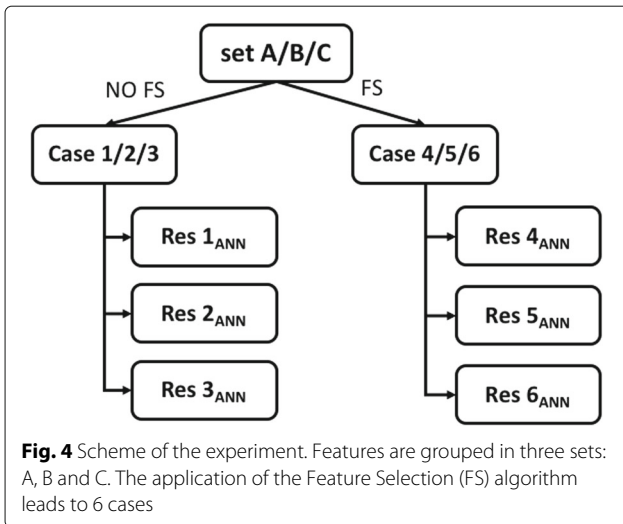 set A/B/C
NO FS
FS
Case 1/2/3
Case 4/5/6
Res 1ANN
Res 4ANN
Res 2ANN
Res 5ANN
Res 3ANN
Res 6ANN
Fig. 4 Scheme of the experiment. Features are grouped in three sets:
A, B and C. The application of the Feature Selection (FS) algorithm
leads to 6 cases